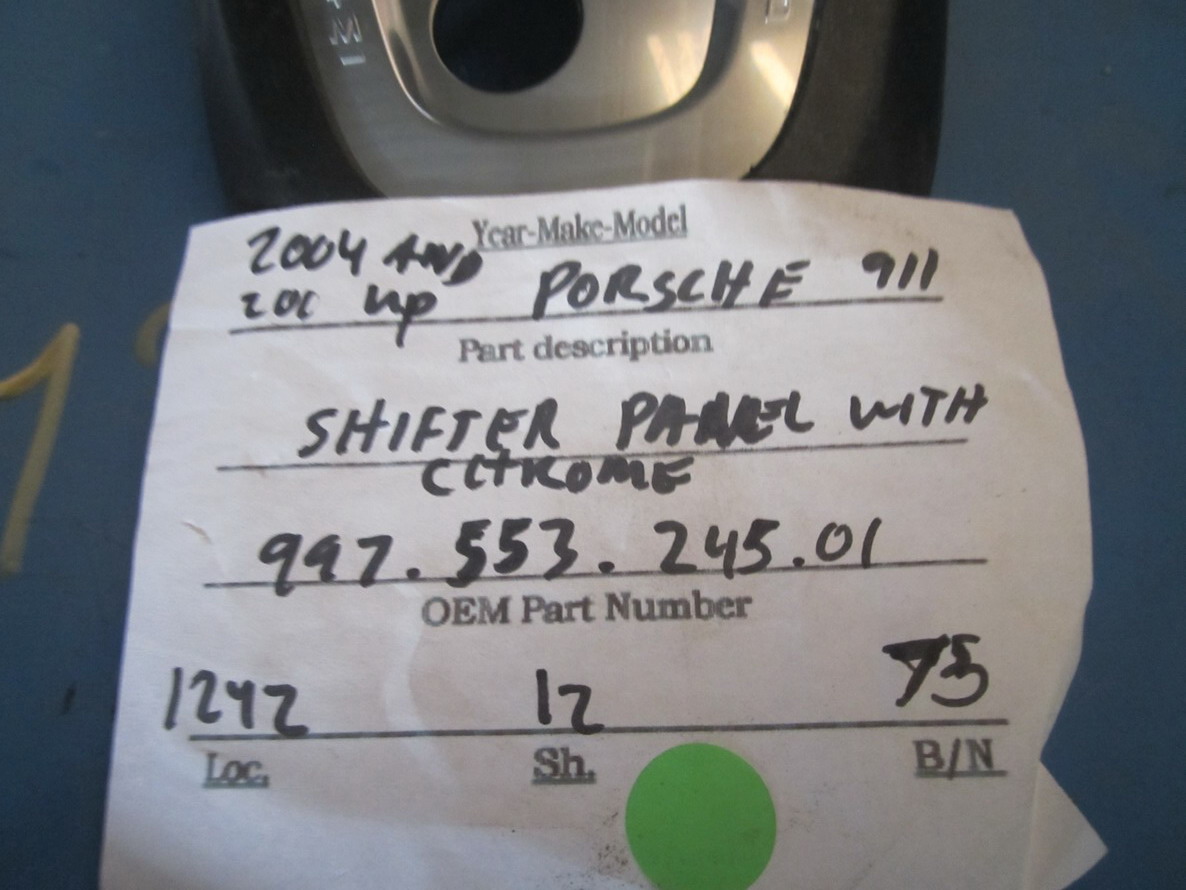 M
2004 AND Year-Make-Model
up PORSCHE 911
Part description
SHIFTER PANEL WITH
CHROME
997.553.245.01
OEM Part Number
1242 12 75
Loc. Sh. B/N